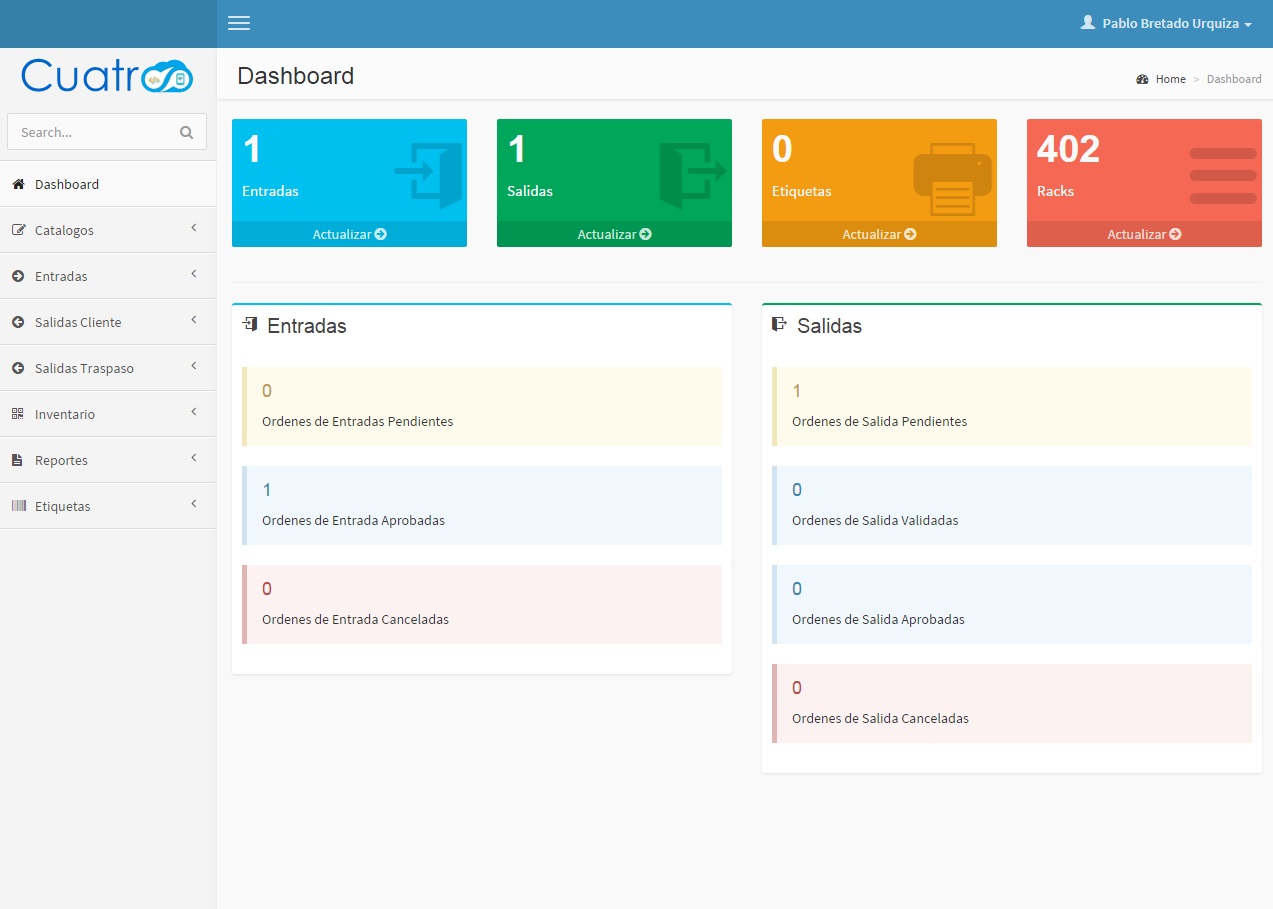 Pablo Bretado Urquiza
Cuatro
Search...
Dashboard
Catalogos
Entradas
Salidas Cliente
Salidas Traspaso
Inventario
Reportes
Etiquetas
Dashboard
Home > Dashboard
1
Entradas
Actualizar
1
Salidas
Actualizar
0
Etiquetas
Actualizar
402
Racks
Actualizar
Entradas
0
Ordenes de Entradas Pendientes
1
Ordenes de Entrada Aprobadas
0
Ordenes de Entrada Canceladas
Salidas
1
Ordenes de Salida Pendientes
0
Ordenes de Salida Validadas
0
Ordenes de Salida Aprobadas
0
Ordenes de Salida Canceladas